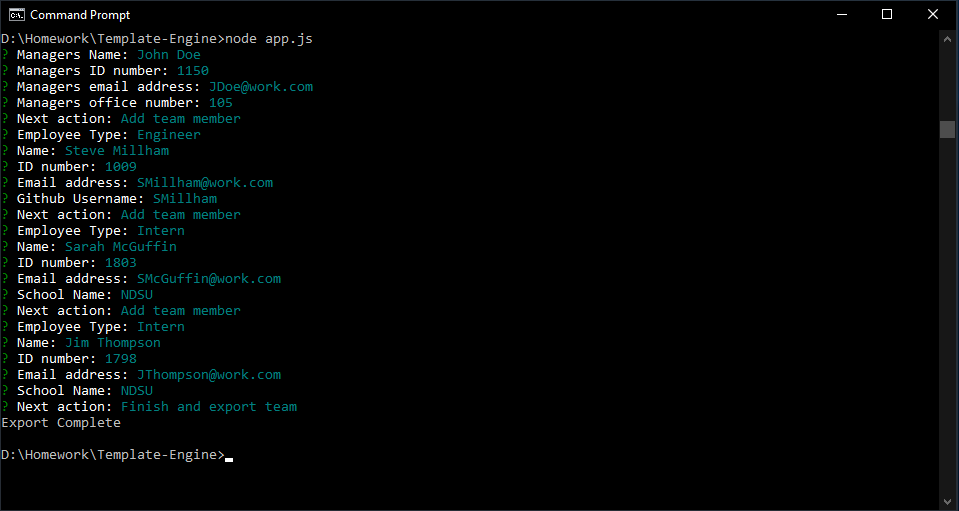 Command Prompt
D:\Homework\Template-Engine>node app.js
? Managers Name: John Doe
? Managers ID number: 1150
? Managers email address: JDoe@work.com
? Managers office number: 105
? Next action: Add team member
? Employee Type: Engineer
? Name: Steve Millham
? ID number: 1009
? Email address: SMillham@work.com
? Github Username: SMillham
? Next action: Add team member
? Employee Type: Intern
? Name: Sarah McGuffin
? ID number: 1803
? Email address: SMcGuffin@work.com
? School Name: NDSU
? Next action: Add team member
? Employee Type: Intern
? Name: Jim Thompson
? ID number: 1798
? Email address: JThompson@work.com
? School Name: NDSU
? Next action: Finish and export team
Export Complete
D:\Homework\Template-Engine>